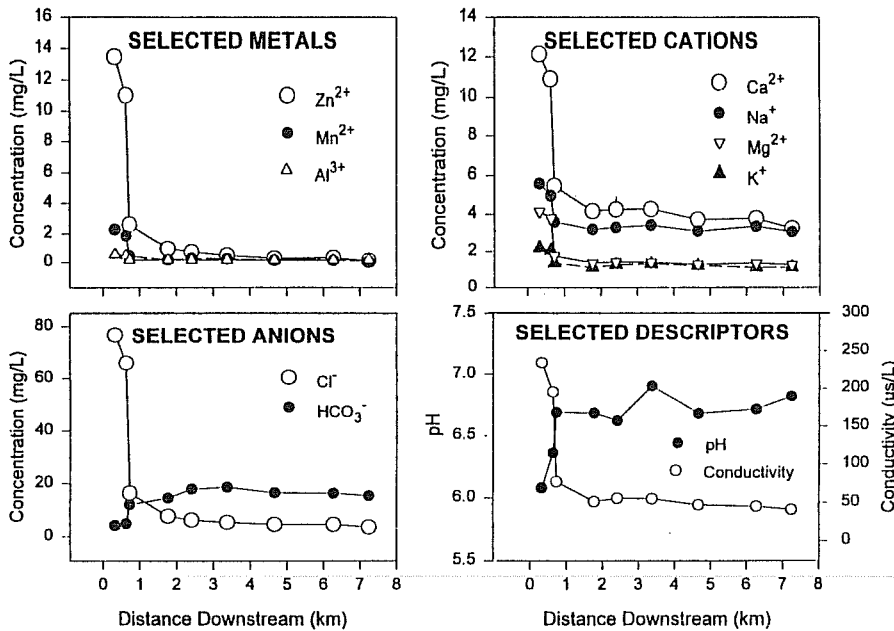 SELECTED METALS
Concentration (mg/L)
16
14
12
10
8
6
4
2
0
Zn²⁺
Mn²⁺
Al³⁺
SELECTED CATIONS
Concentration (mg/L)
14
12
10
8
6
4
2
0
Ca²⁺
Na⁺
Mg²⁺
K⁺
SELECTED ANIONS
Concentration (mg/L)
80
60
40
20
0
Cl⁻
HCO₃⁻
0 1 2 3 4 5 6 7 8
Distance Downstream (km)
SELECTED DESCRIPTORS
pH
7.5
7.0
6.5
6.0
5.5
pH
Conductivity
300
250
200
150
100
50
0
Conductivity (us/L)
0 1 2 3 4 5 6 7 8
Distance Downstream (km)